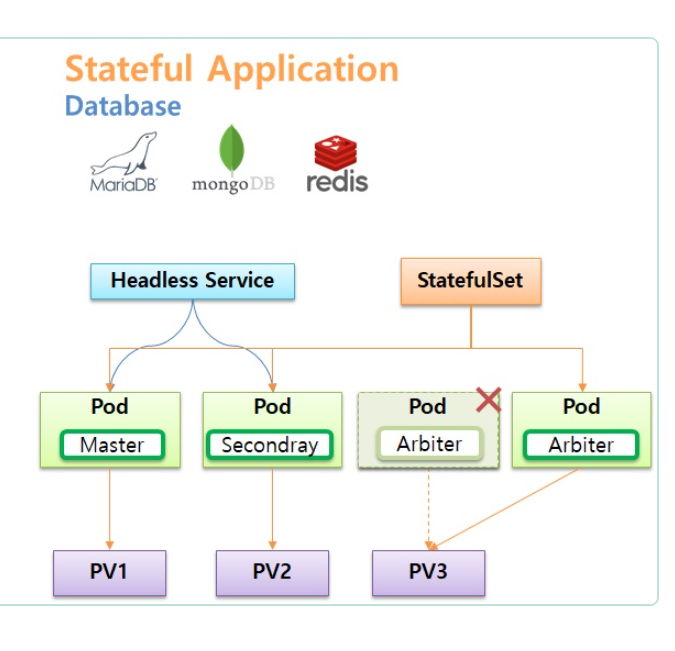 Stateful Application
Database
MariaDB
mongoDB
redis
Headless Service
StatefulSet
Pod
Master
Pod
Secondray
Pod
Arbiter
Pod
Arbiter
PV1
PV2
PV3